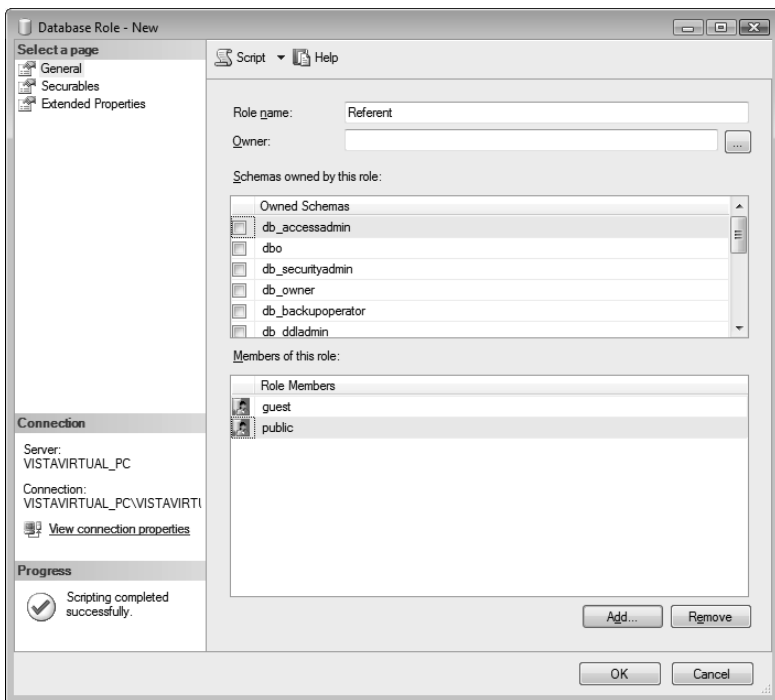 Database Role - New
Select a page
General
Securables
Extended Properties
Script
Help
Role name:
Referent
Owner:
...
Schemas owned by this role:
Owned Schemas
db_accessadmin
dbo
db_securityadmin
db_owner
db_backupoperator
db_ddladmin
Members of this role:
Role Members
guest
public
Connection
Server:
VISTAVIRTUAL_PC
Connection:
VISTAVIRTUAL_PC\VISTAVIRTU
View connection properties
Progress
Scripting completed
successfully.
Add...
Remove
OK
Cancel